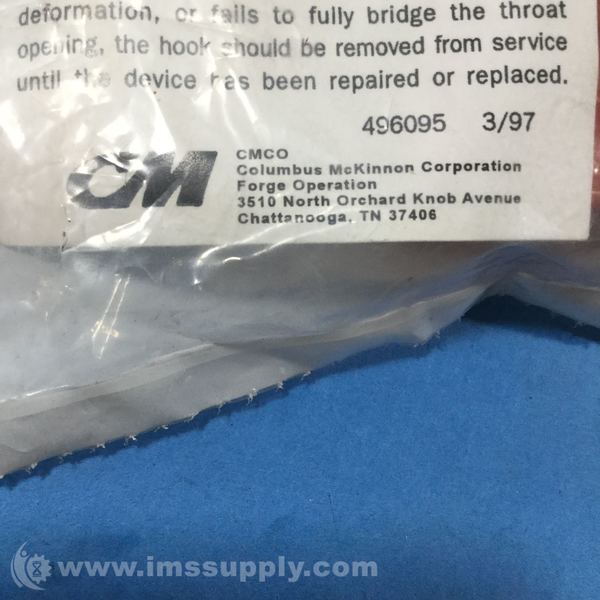 deformation, or fails to fully bridge the throat
opening, the hook should be removed from service
until the device has been repaired or replaced.
496095 3/97
CM
CMCO
Columbus McKinnon Corporation
Forge Operation
3510 North Orchard Knob Avenue
Chattanooga, TN 37406
www.imssupply.com